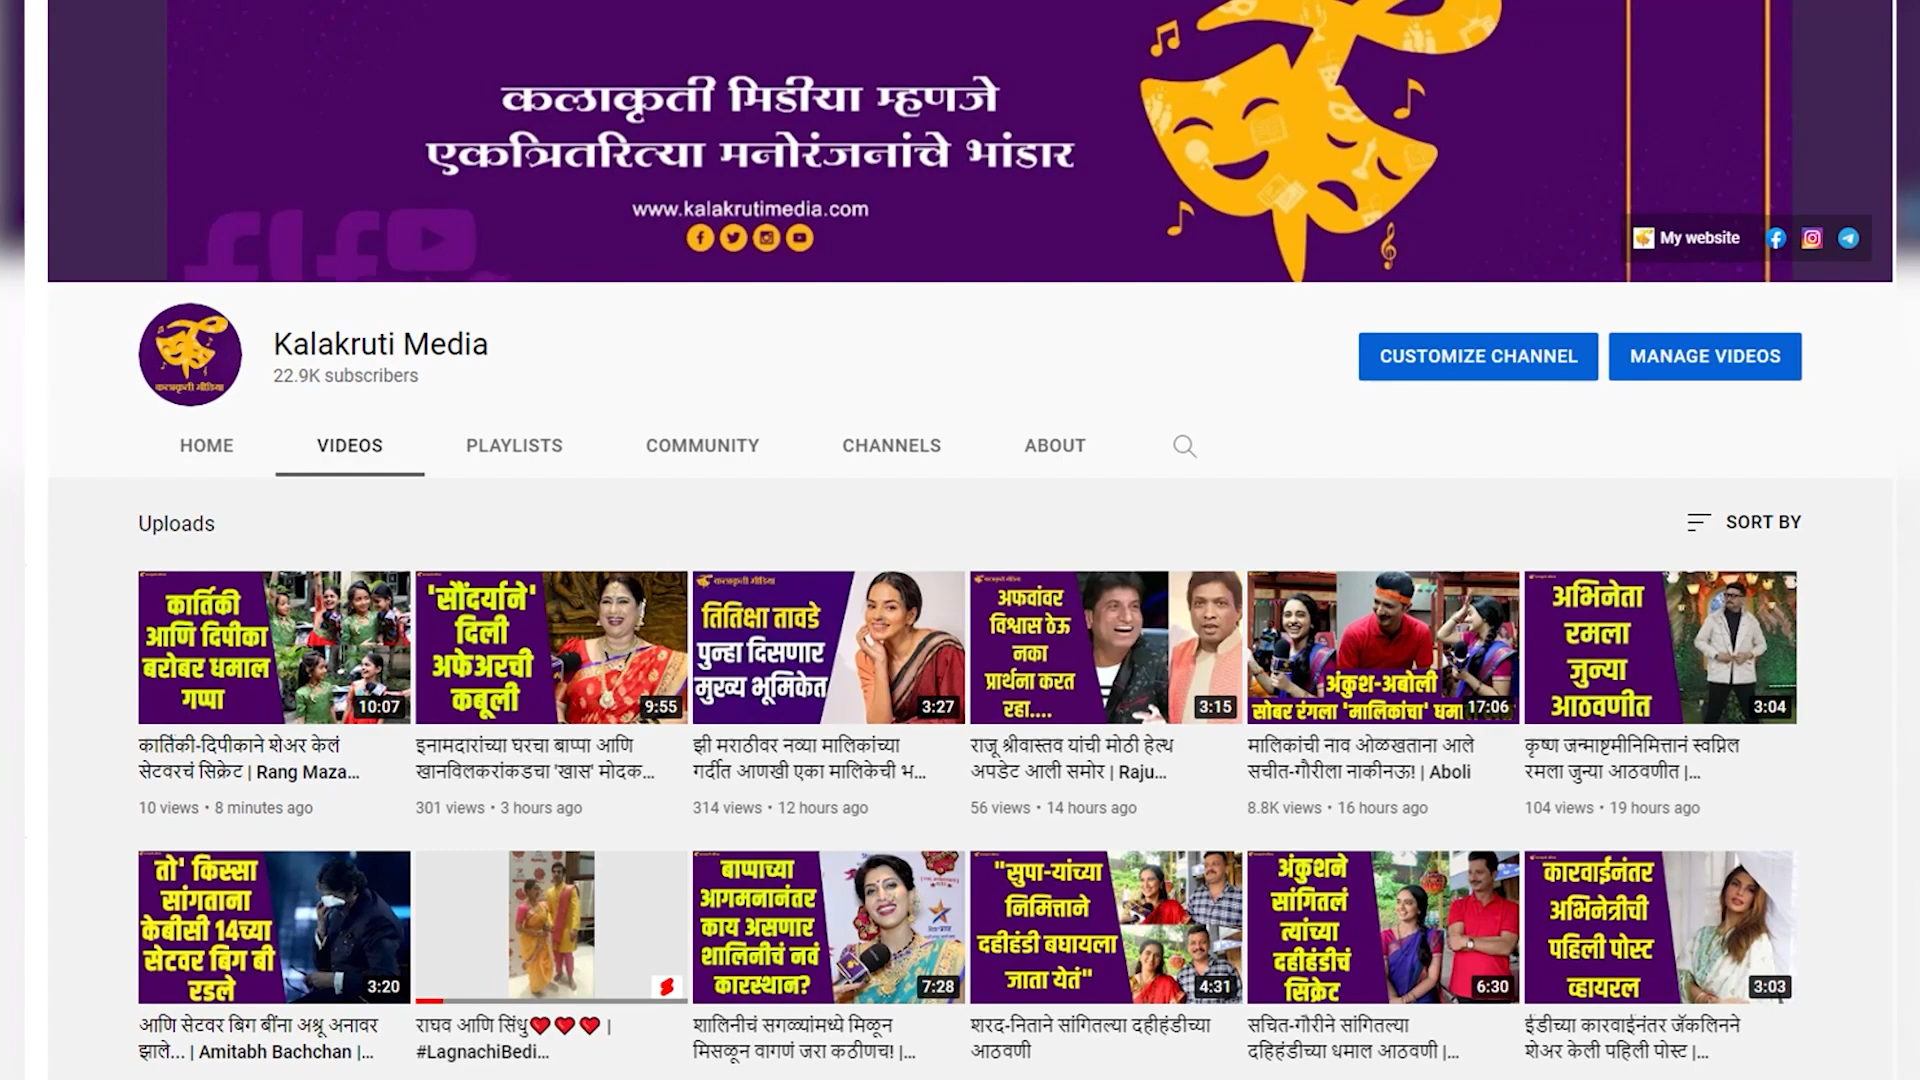 कलाकृती मिडीया म्हणजे
एकत्रितरित्या मनोरंजनांचे भांडार
www.kalakrutimedia.com
My website
कलाकृती मीडिया
Kalakruti Media
22.9K subscribers
CUSTOMIZE CHANNEL
MANAGE VIDEOS
HOME
VIDEOS
PLAYLISTS
COMMUNITY
CHANNELS
ABOUT
Uploads
SORT BY
कार्तिकी
आणि दिपीका
बरोबर धमाल
गप्पा
10:07
कार्तिकी-दिपीकाने शेअर केलं
सेटवरचं सिक्रेट | Rang Maza...
10 views • 8 minutes ago
'सौंदर्याने'
दिली
अफेअरची
कबूली
9:55
इनामदारांच्या घरचा बाप्पा आणि
खानविलकरांकडचा 'खास' मोदक...
301 views • 3 hours ago
कलाकृती मीडिया
तितिक्षा तावडे
पुन्हा दिसणार
मुख्य भूमिकेत
3:27
झी मराठीवर नव्या मालिकांच्या
गर्दीत आणखी एका मालिकेची भ...
314 views • 12 hours ago
अफवांवर
विश्वास ठेऊ
नका
प्रार्थना करत
रहा....
3:15
राजू श्रीवास्तव यांची मोठी हेल्थ
अपडेट आली समोर | Raju...
56 views • 14 hours ago
अंकुश-अबोली
सोबर रंगला 'मालिकांचा' धमा
17:06
मालिकांची नाव ओळखताना आले
सचीत-गौरीला नाकीनऊ! | Aboli
8.8K views • 16 hours ago
अभिनेता
रमला
जुन्या
आठवणीत
3:04
कृष्ण जन्माष्टमीनिमित्तानं स्वप्निल
रमला जुन्या आठवणीत |...
104 views • 19 hours ago
तो' किस्सा
सांगताना
केबीसी 14च्या
सेटवर बिग बी
रडले
3:20
आणि सेटवर बिग बींना अश्रू अनावर
झाले... | Amitabh Bachchan |...
राघव आणि सिंधु❤❤❤ |
#LagnachiBedi...
बाप्पाच्या
आगमनानंतर
काय असणार
शालिनीचं नवं
कारस्थान?
7:28
शालिनीचं सगळ्यांमध्ये मिळून
मिसळून वागणं जरा कठीणच! |...
"सुपा-यांच्या
निमित्ताने
दहीहंडी बघायला
जाता येतं"
4:31
शरद-निताने सांगितल्या दहीहंडीच्या
आठवणी
अंकुशने
सांगितलं
त्यांच्या
दहीहंडीचं
सिक्रेट
6:30
सचित-गौरीने सांगितल्या
दहिहंडीच्या धमाल आठवणी |...
कारवाईनंतर
अभिनेत्रीची
पहिली पोस्ट
व्हायरल
3:03
ईडीच्या कारवाईनंतर जॅकलिनने
शेअर केली पहिली पोस्ट |...